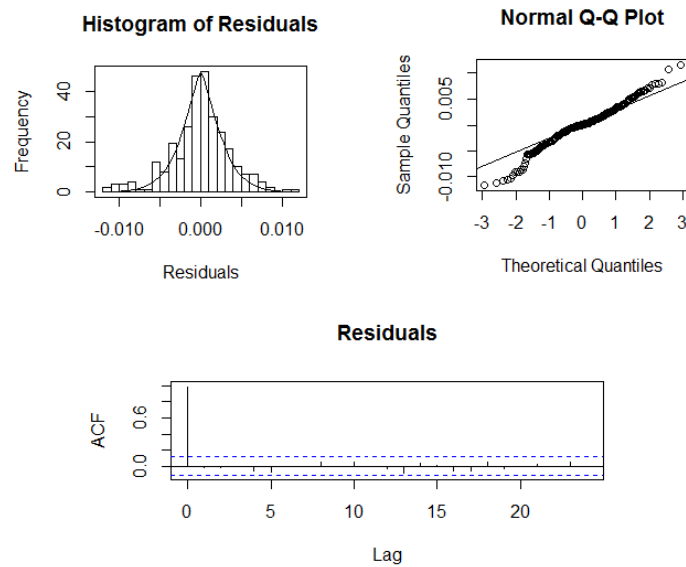 Histogram of Residuals
Frequency
0 20 40
-0.010 0.000 0.010
Residuals
Normal Q-Q Plot
Sample Quantiles
-0.010 0.005
-3 -2 -1 0 1 2 3
Theoretical Quantiles
Residuals
ACF
0.0 0.6
0 5 10 15 20
Lag